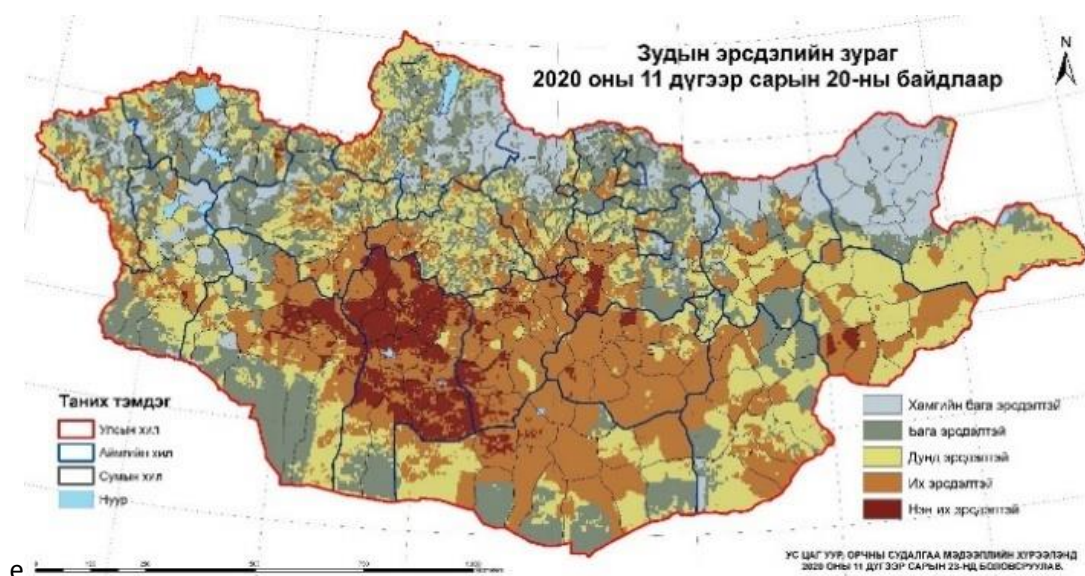 Зудын эрсдэлийн зураг
2020 оны 11 дүгээр сарын 20-ны байдлаар
N
Таних тэмдэг
Улсын хил
Аймгийн хил
Сумын хил
Нуур
Хамгийн бага эрсдэлтэй
Бага эрсдэлтэй
Дунд эрсдэлтэй
Их эрсдэлтэй
Нэн их эрсдэлтэй
УС ЦАГ УУР, ОРЧНЫ СУДАЛГАА МЭДЭЭЛЛИЙН ХҮРЭЭЛЭНД
2020 ОНЫ 11 ДҮГЭЭР САРЫН 23-НД БОЛОВСРУУЛАВ.
е